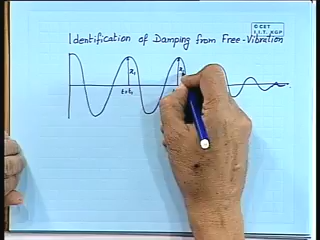 © CET
I.I.T. KGP
Identification of Damping from Free-Vibration
x₁
t=t₁